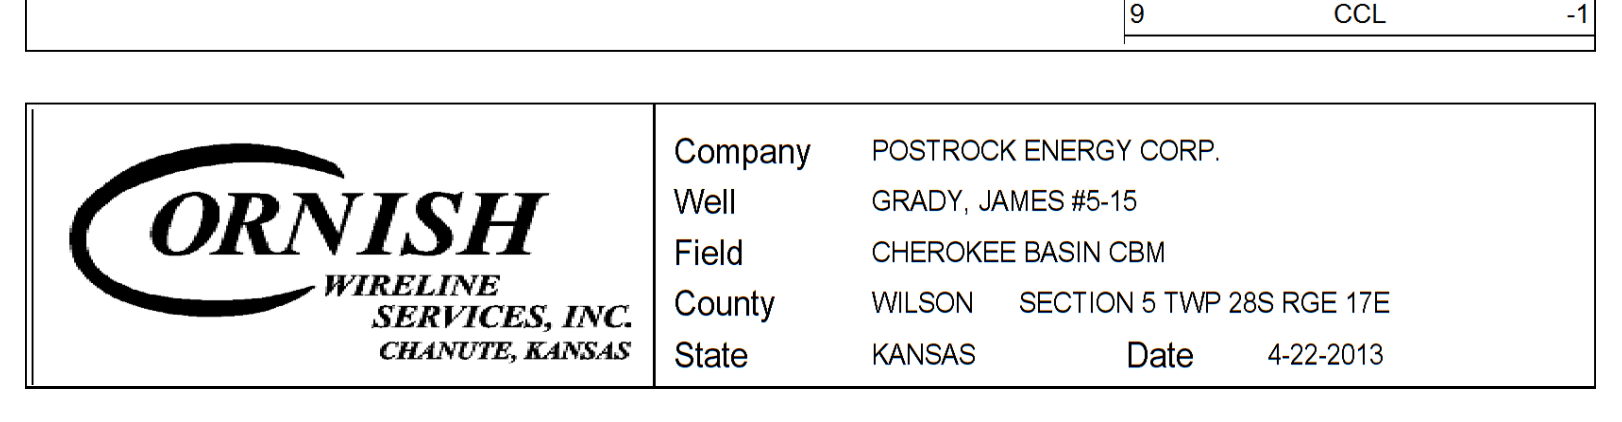 9 CCL -1
CORNISH
WIRELINE
SERVICES, INC.
CHANUTE, KANSAS
Company POSTROCK ENERGY CORP.
Well GRADY, JAMES #5-15
Field CHEROKEE BASIN CBM
County WILSON SECTION 5 TWP 28S RGE 17E
State KANSAS Date 4-22-2013